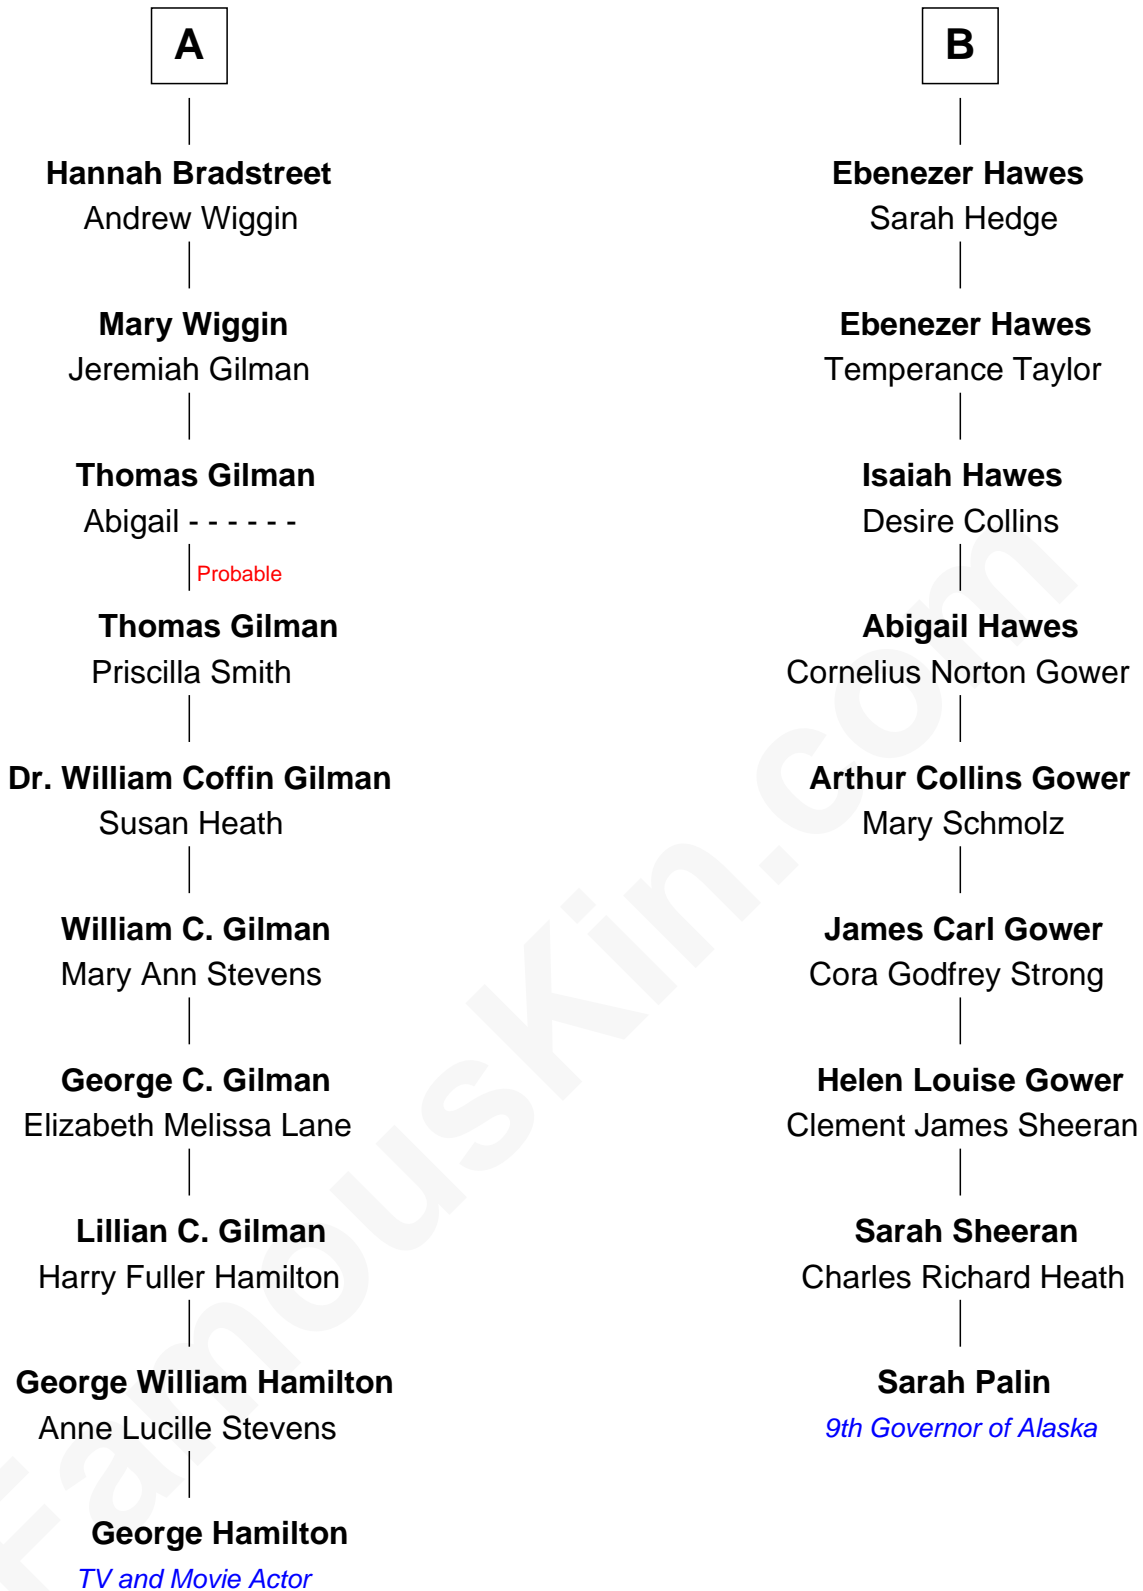 A
Hannah Bradstreet
Andrew Wiggin
Mary Wiggin
Jeremiah Gilman
Thomas Gilman
Abigail - - - - - -
Probable
Thomas Gilman
Priscilla Smith
Dr. William Coffin Gilman
Susan Heath
William C. Gilman
Mary Ann Stevens
George C. Gilman
Elizabeth Melissa Lane
Lillian C. Gilman
Harry Fuller Hamilton
George William Hamilton
Anne Lucille Stevens
George Hamilton
TV and Movie Actor
B
Ebenezer Hawes
Sarah Hedge
Ebenezer Hawes
Temperance Taylor
Isaiah Hawes
Desire Collins
Abigail Hawes
Cornelius Norton Gower
Arthur Collins Gower
Mary Schmolz
James Carl Gower
Cora Godfrey Strong
Helen Louise Gower
Clement James Sheeran
Sarah Sheeran
Charles Richard Heath
Sarah Palin
9th Governor of Alaska
FamousKin.com